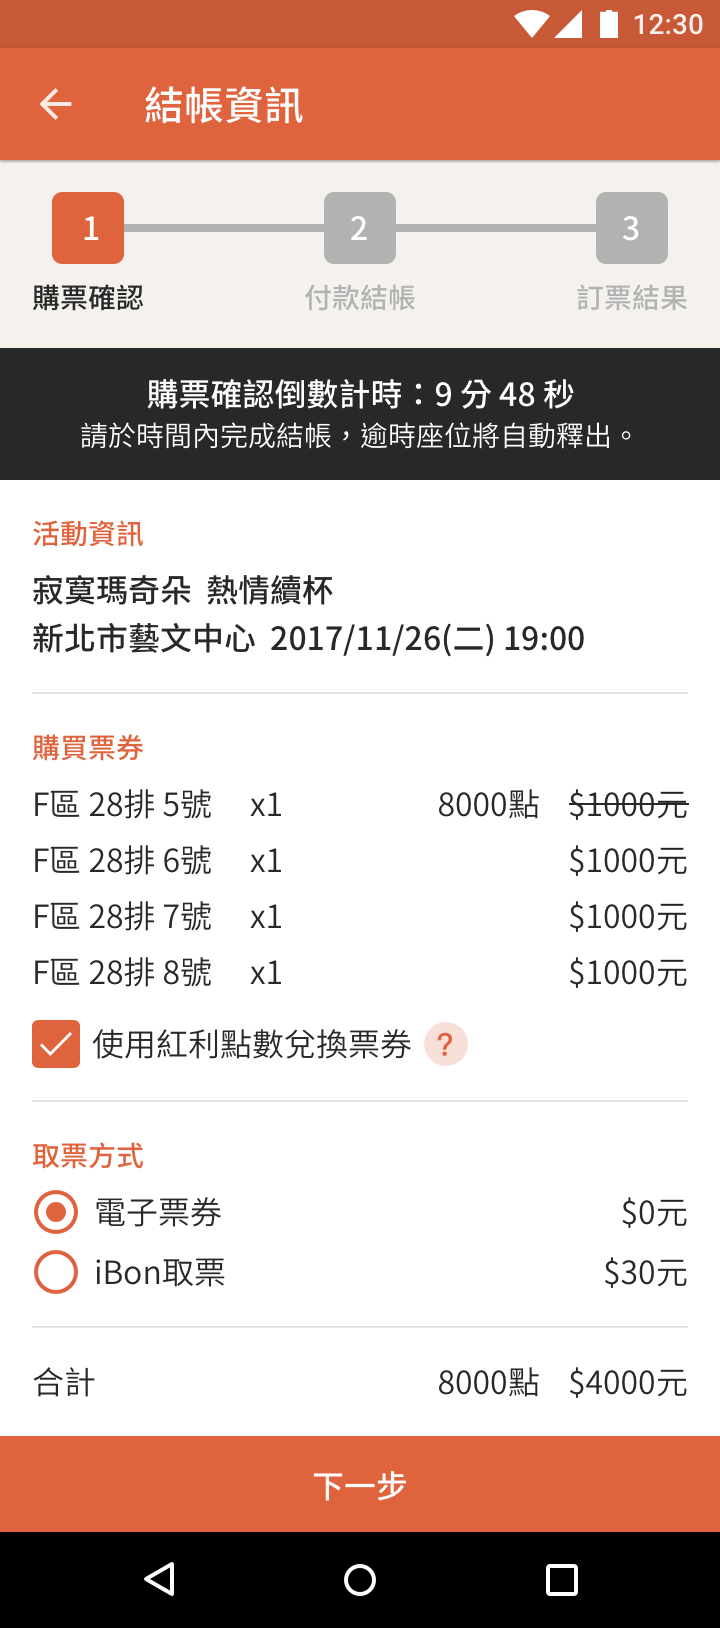 12:30
結帳資訊
1 2 3
購票確認 付款結帳 訂票結果
購票確認倒數計時：9 分 48 秒
請於時間內完成結帳，逾時座位將自動釋出。
活動資訊
寂寞瑪奇朵 熱情續杯
新北市藝文中心 2017/11/26(二) 19:00
購買票券
F區 28排 5號 x1 8000點 $1000元
F區 28排 6號 x1 $1000元
F區 28排 7號 x1 $1000元
F區 28排 8號 x1 $1000元
使用紅利點數兌換票券 ?
取票方式
電子票券 $0元
iBon取票 $30元
合計 8000點 $4000元
下一步